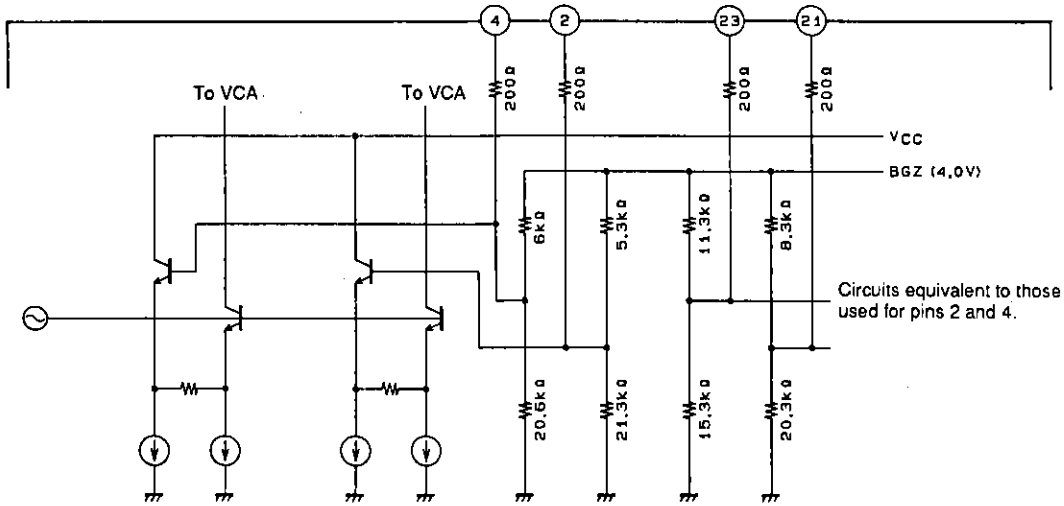 4 2 23 21
200Ω 200Ω 200Ω 200Ω
To VCA To VCA
VCC
BGZ (4.0V)
6kΩ 5.3kΩ 11.3kΩ 8.3kΩ
Circuits equivalent to those
used for pins 2 and 4.
20.6kΩ 21.3kΩ 15.3kΩ 20.3kΩ